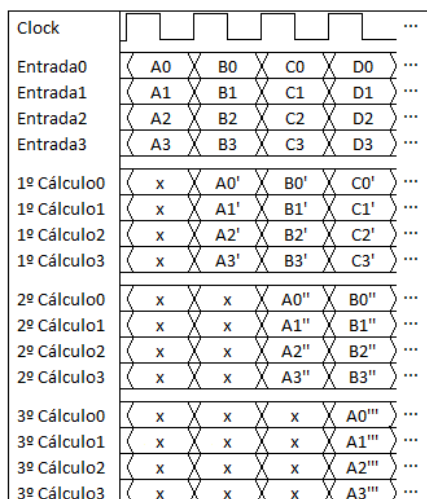 Clock ...
Entrada0 A0 B0 C0 D0 ...
Entrada1 A1 B1 C1 D1 ...
Entrada2 A2 B2 C2 D2 ...
Entrada3 A3 B3 C3 D3 ...
1º Cálculo0 x A0' B0' C0' ...
1º Cálculo1 x A1' B1' C1' ...
1º Cálculo2 x A2' B2' C2' ...
1º Cálculo3 x A3' B3' C3' ...
2º Cálculo0 x x A0'' B0'' ...
2º Cálculo1 x x A1'' B1'' ...
2º Cálculo2 x x A2'' B2'' ...
2º Cálculo3 x x A3'' B3'' ...
3º Cálculo0 x x x A0''' ...
3º Cálculo1 x x x A1''' ...
3º Cálculo2 x x x A2''' ...
3º Cálculo3 x x x A3''' ...